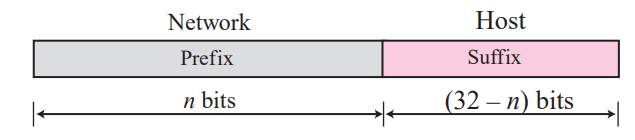 Network Host
Prefix Suffix
n bits (32 – n) bits